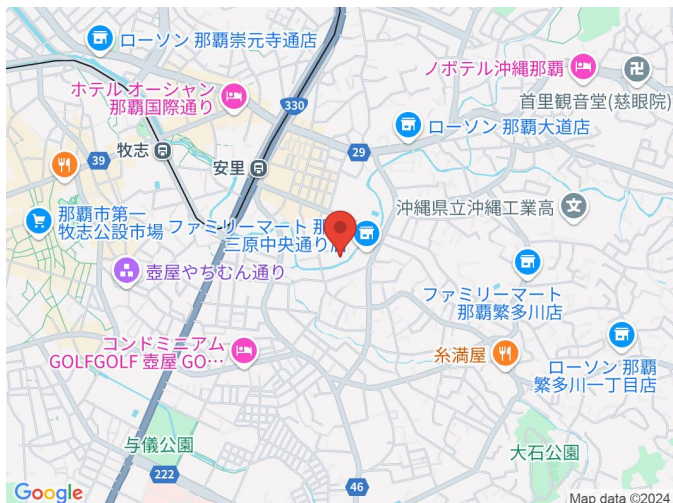 ローソン 那覇崇元寺通店
ノボテル沖縄那覇
首里観音堂(慈眼院)
ホテル オーシャン
那覇国際通り
330
ローソン 那覇大道店
29
牧志
39
安里
那覇市第一
牧志公設市場
ファミリーマート 那
三原中央通り店
沖縄県立沖縄工業高
壺屋やちむん通り
ファミリーマート
那覇繁多川店
コンドミニアム
GOLFGOLF 壺屋 GO…
糸満屋
ローソン 那覇
繁多川一丁目店
与儀公園
大石公園
222
46
Google
Map data ©2024